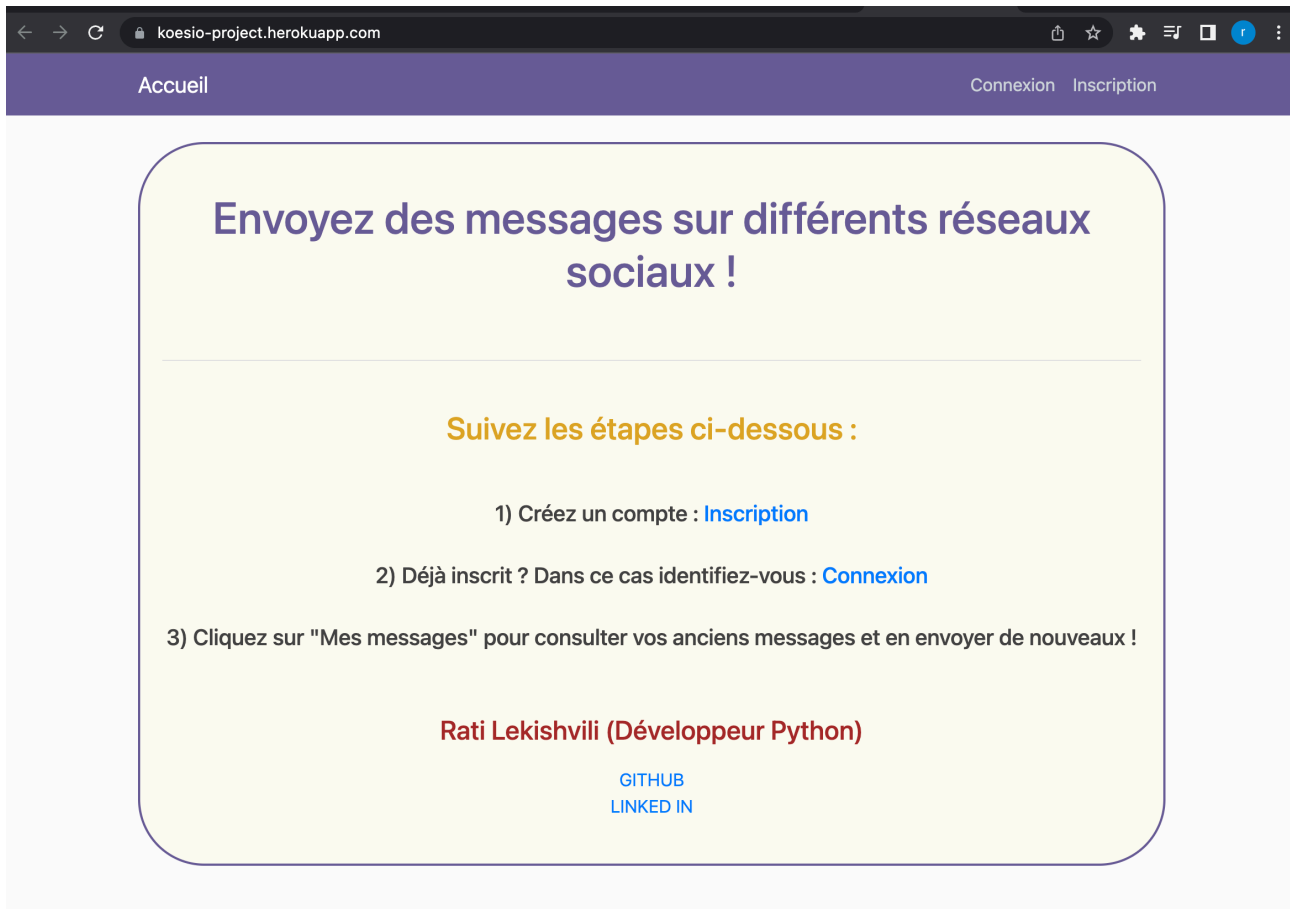 koesio-project.herokuapp.com
r
Accueil
Connexion Inscription
Envoyez des messages sur différents réseaux
sociaux !
Suivez les étapes ci-dessous :
1) Créez un compte : Inscription
2) Déjà inscrit ? Dans ce cas identifiez-vous : Connexion
3) Cliquez sur "Mes messages" pour consulter vos anciens messages et en envoyer de nouveaux !
Rati Lekishvili (Développeur Python)
GITHUB
LINKED IN